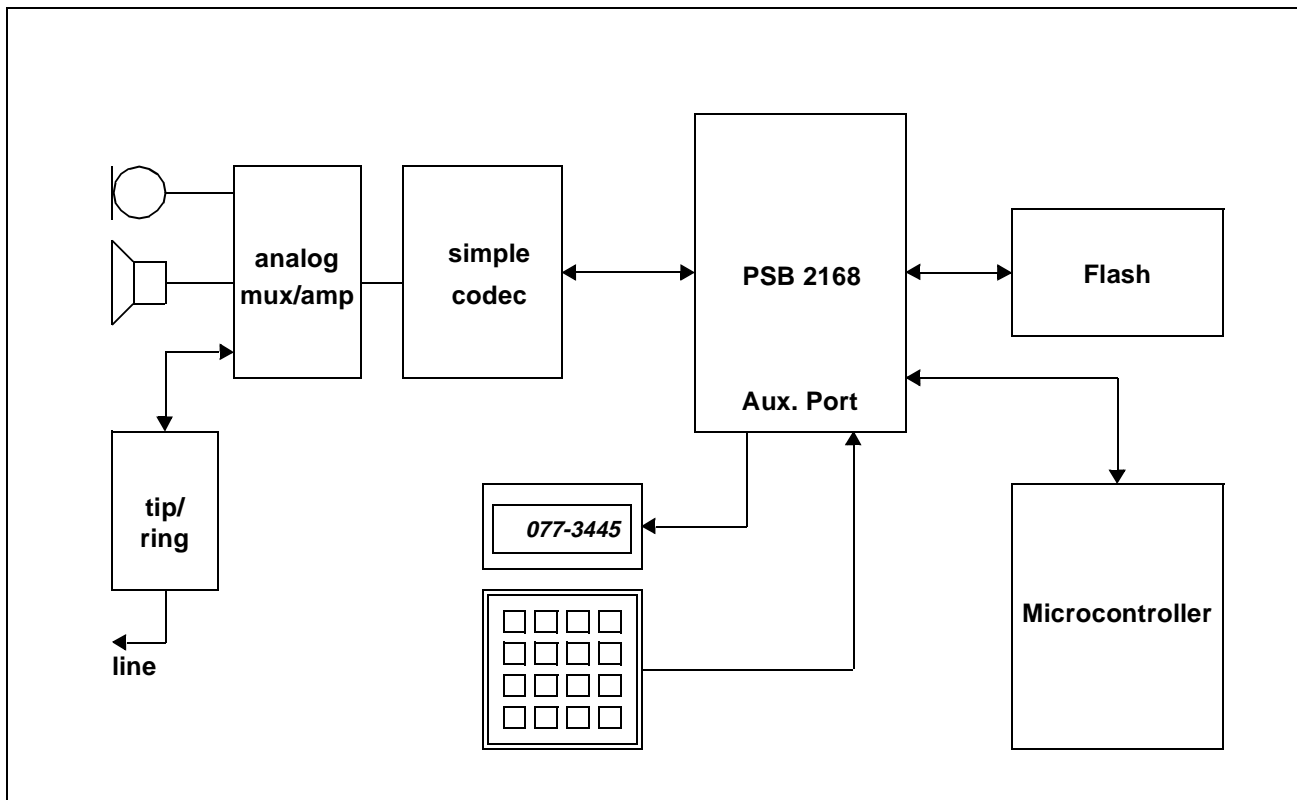 analog
mux/amp
simple
codec
PSB 2168
Aux. Port
Flash
tip/
ring
line
077-3445
Microcontroller